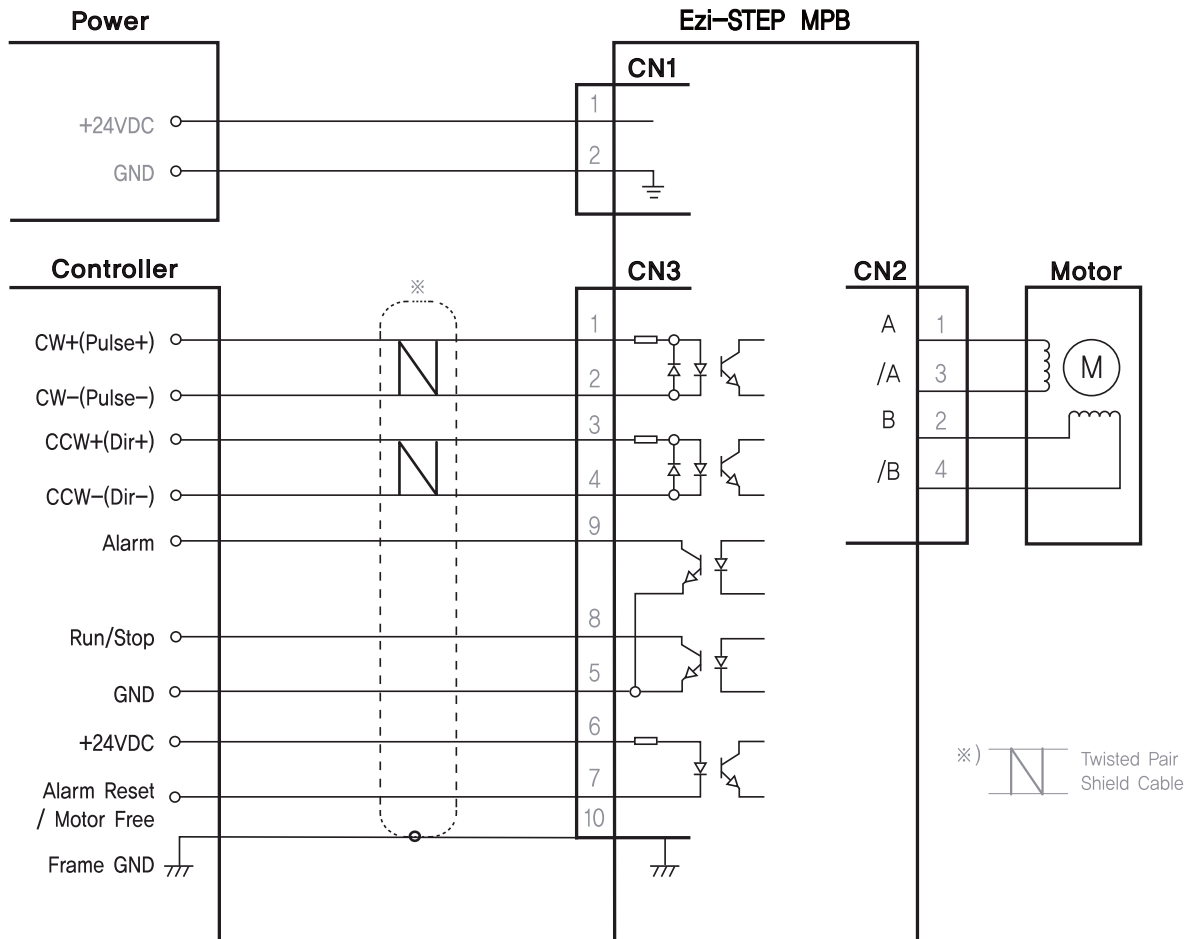 Power
Ezi-STEP MPB
CN1
1
+24VDC
2
GND
Controller
※
CN3
CN2
Motor
CW+(Pulse+)
1
A
1
M
CW-(Pulse-)
2
/A
3
CCW+(Dir+)
3
B
2
CCW-(Dir-)
4
/B
4
Alarm
9
Run/Stop
8
GND
5
+24VDC
6
Alarm Reset
/ Motor Free
7
10
Frame GND
※) Twisted Pair
Shield Cable